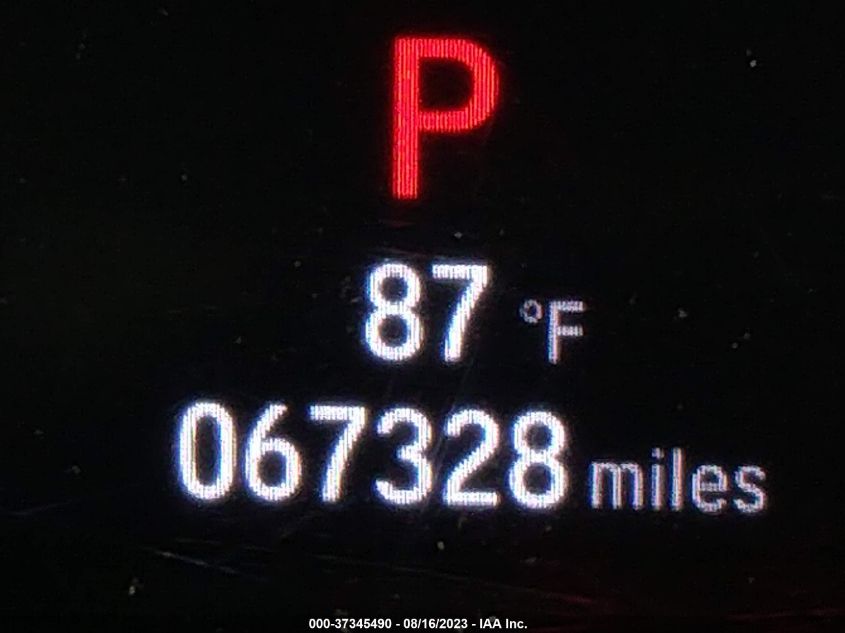 P
87 °F
067328 miles
000-37345490 - 08/16/2023 - IAA Inc.